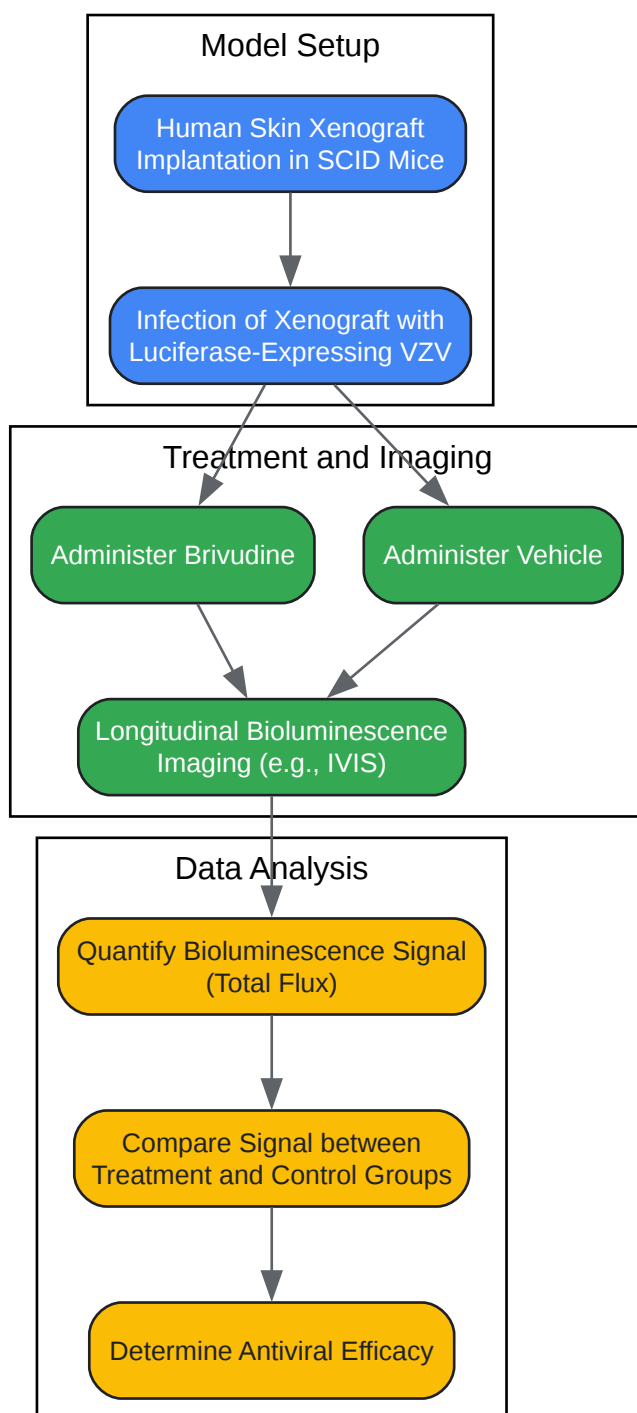 Model Setup
Human Skin Xenograft
Implantation in SCID Mice
Infection of Xenograft with
Luciferase-Expressing VZV
Treatment and Imaging
Administer Brivudine
Administer Vehicle
Longitudinal Bioluminescence
Imaging (e.g., IVIS)
Data Analysis
Quantify Bioluminescence Signal
(Total Flux)
Compare Signal between
Treatment and Control Groups
Determine Antiviral Efficacy